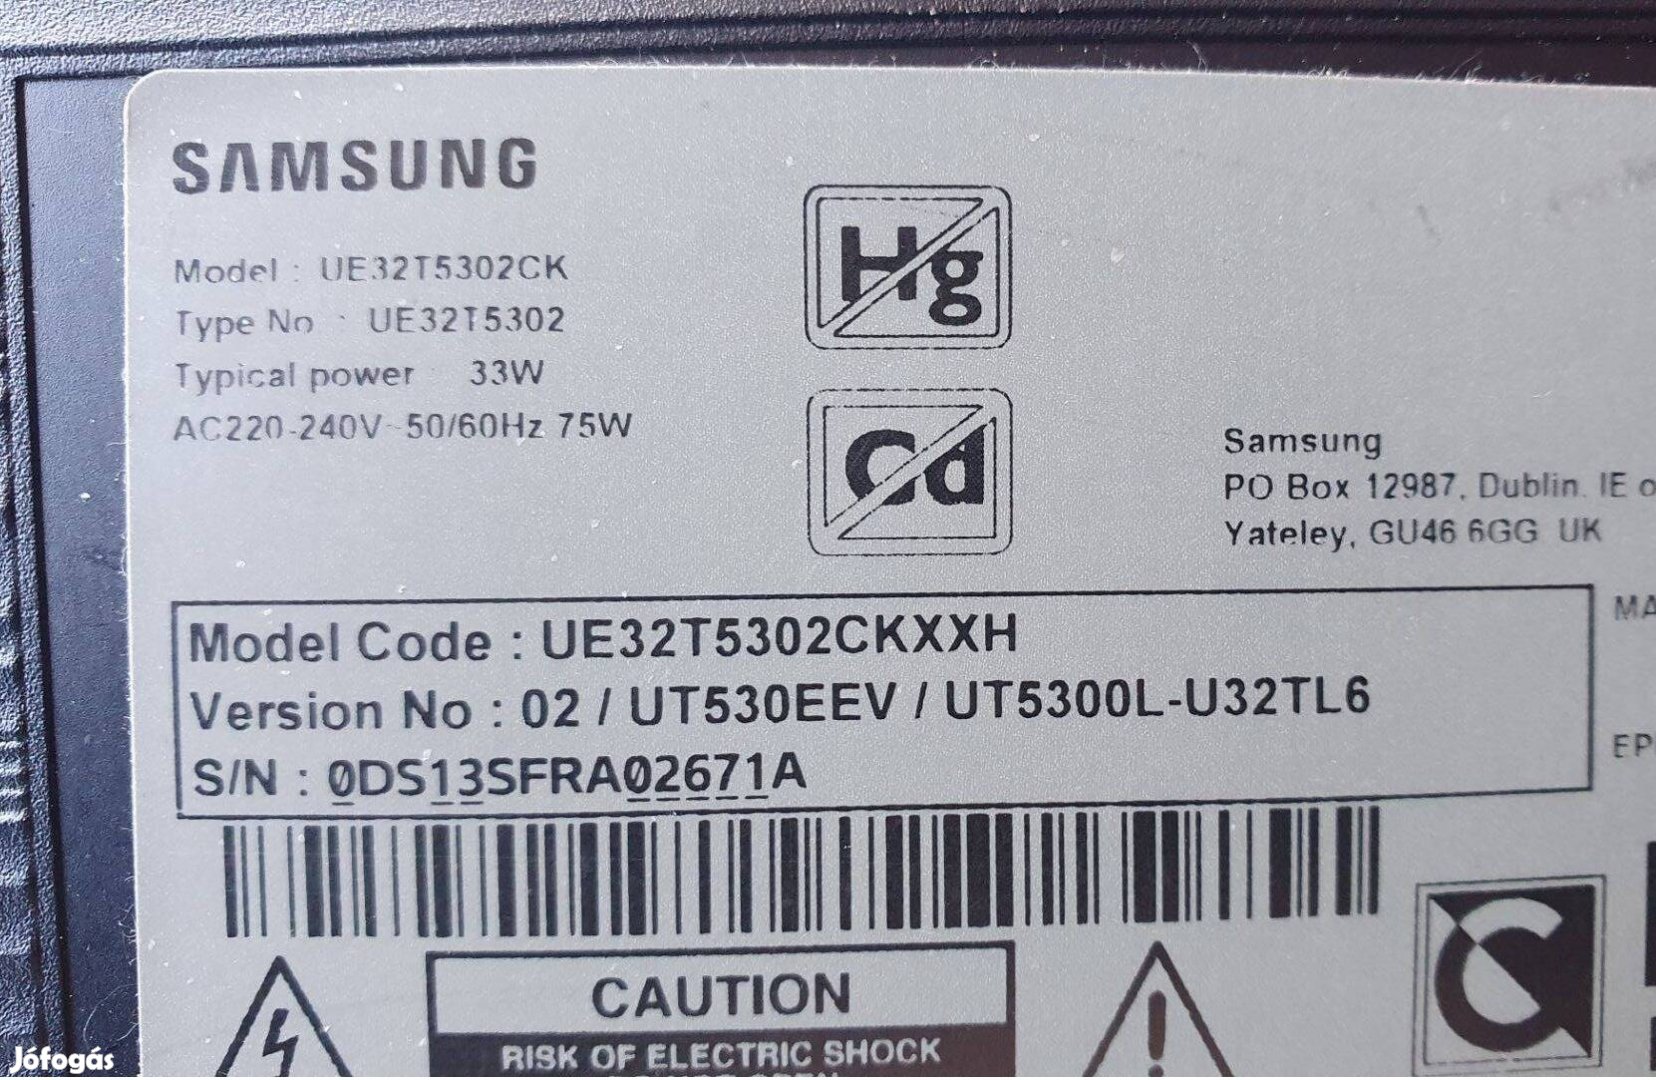 SAMSUNG
Model : UE32T5302CK
Type No : UE32T5302
Typical power 33W
AC220-240V~50/60Hz 75W
Hg
Cd
Samsung
PO Box 12987, Dublin. IE
Yateley, GU46 6GG UK
Model Code : UE32T5302CKXXH
Version No : 02 / UT530EEV / UT5300L-U32TL6
S/N : 0DS13SFRA02671A
CAUTION
RISK OF ELECTRIC SHOCK
Jófogás